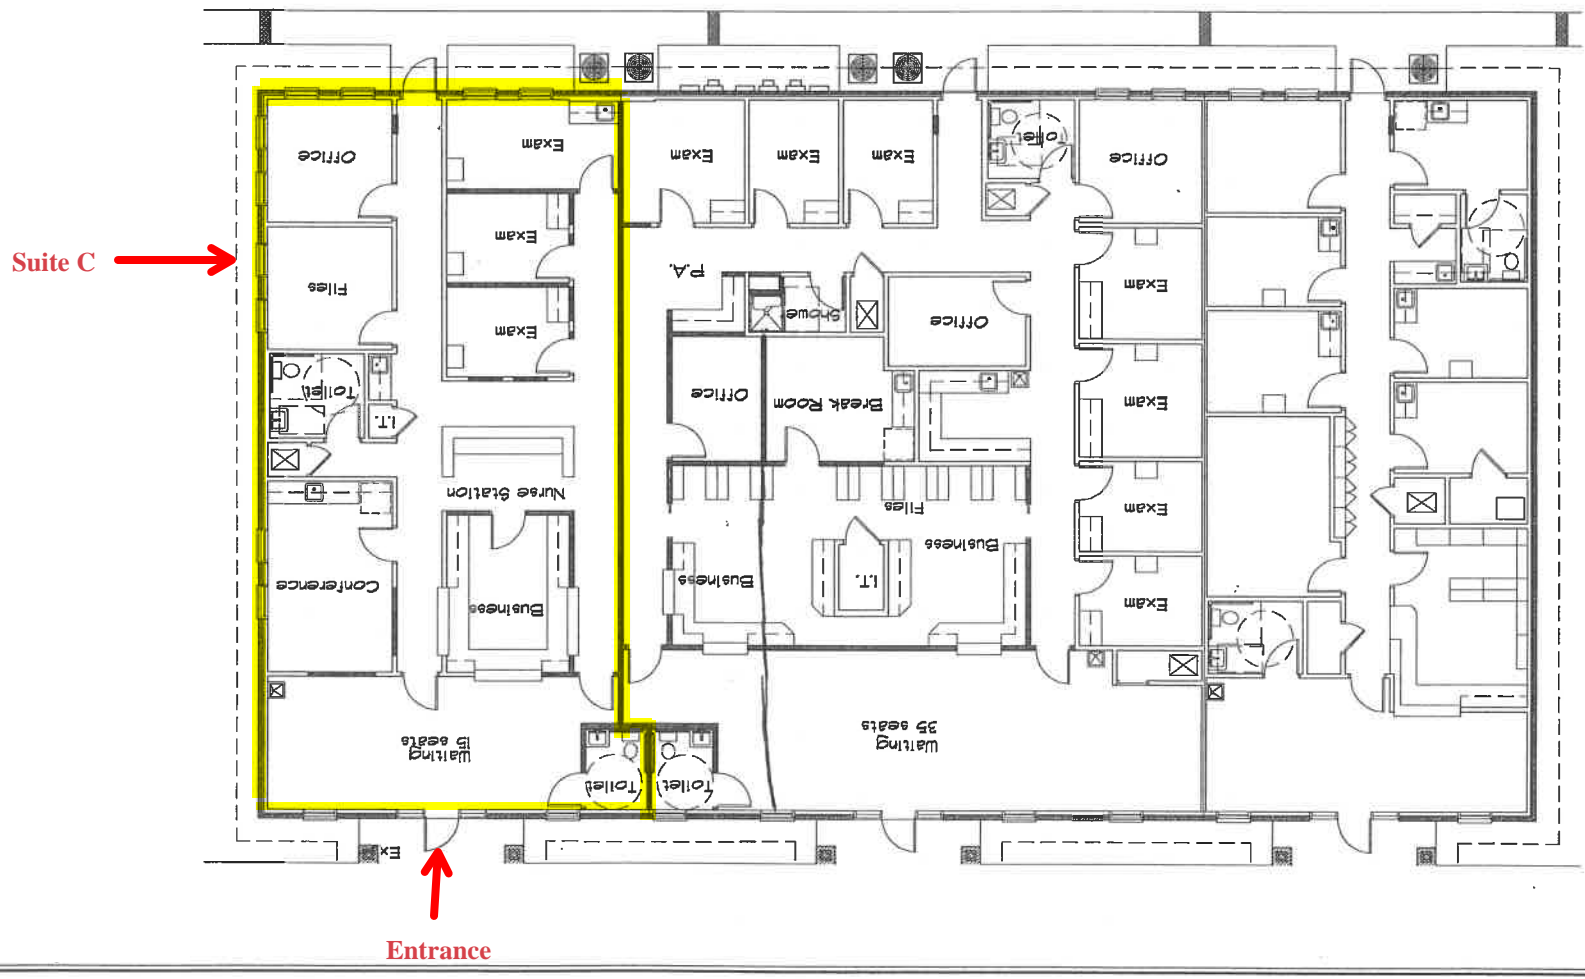 Office
Exam
Exam
Exam
Exam
Toilet
Office
Files
Exam
P.A.
Exam
Exam
Shower
Office
Toilet
I.T.
Office
Break Room
Exam
Nurse Station
Files
Exam
Business
Conference
Business
Business
I.T.
Exam
Waiting
15 seats
Waiting
35 seats
Toilet
Toilet
Ex
Suite C
Entrance